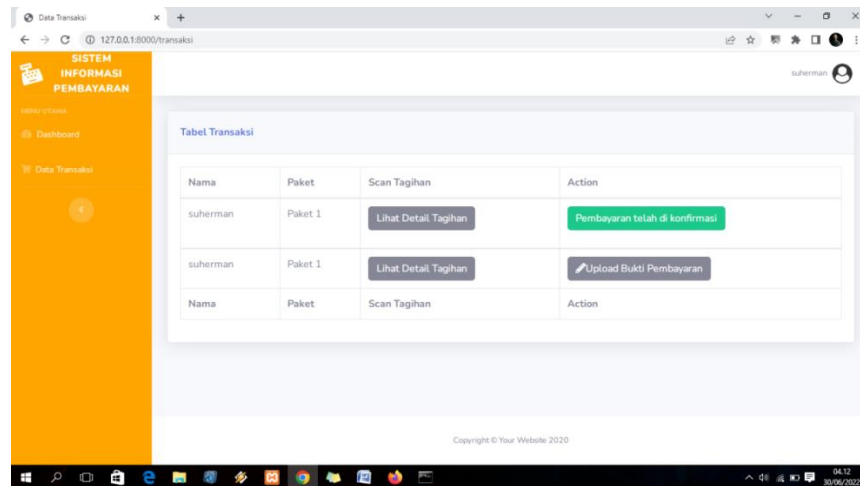 Data Transaksi
127.0.0.1:8000/transaksi
SISTEM
INFORMASI
PEMBAYARAN
suherman
MENU UTAMA
Dashboard
Data Transaksi
Tabel Transaksi
Nama Paket Scan Tagihan Action
suherman Paket 1 Lihat Detail Tagihan Pembayaran telah di konfirmasi
suherman Paket 1 Lihat Detail Tagihan Upload Bukti Pembayaran
Nama Paket Scan Tagihan Action
Copyright © Your Website 2020
04.12
30/06/2022